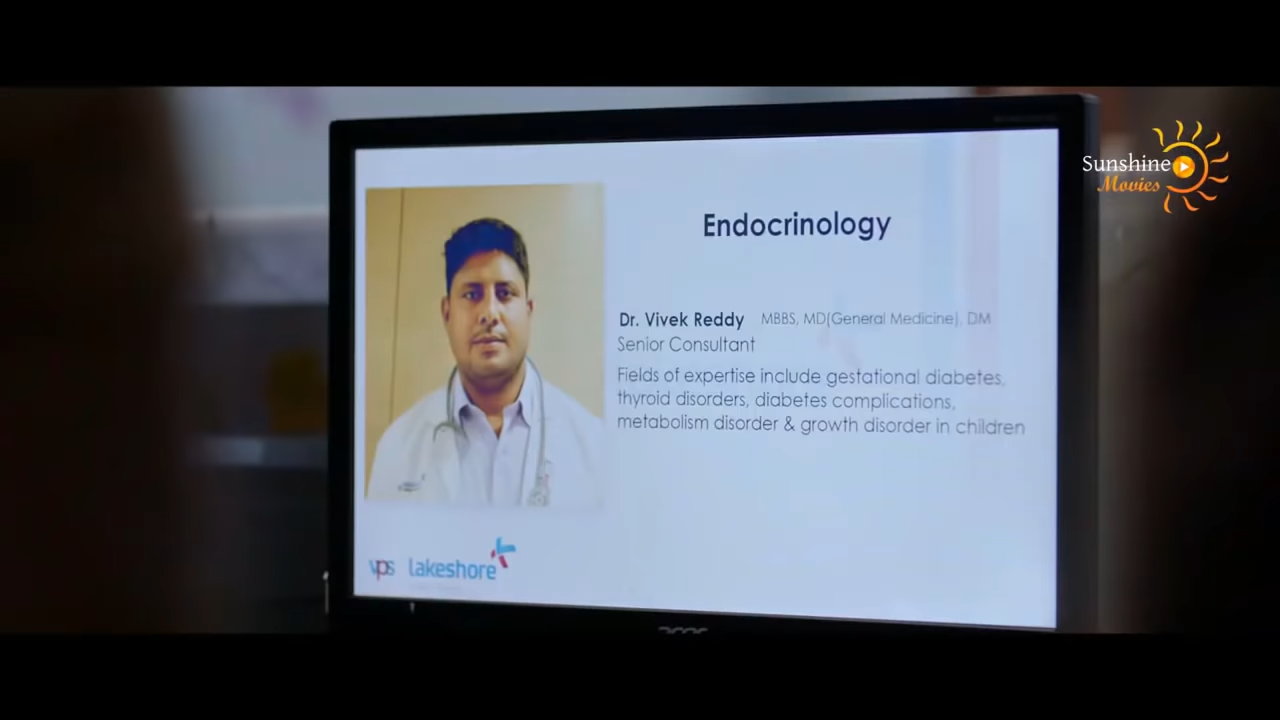 Sunshine
Movies
Endocrinology
Dr. Vivek Reddy MBBS, MD(General Medicine), DM
Senior Consultant
Fields of expertise include gestational diabetes,
thyroid disorders, diabetes complications,
metabolism disorder & growth disorder in children
vps lakeshore
acer